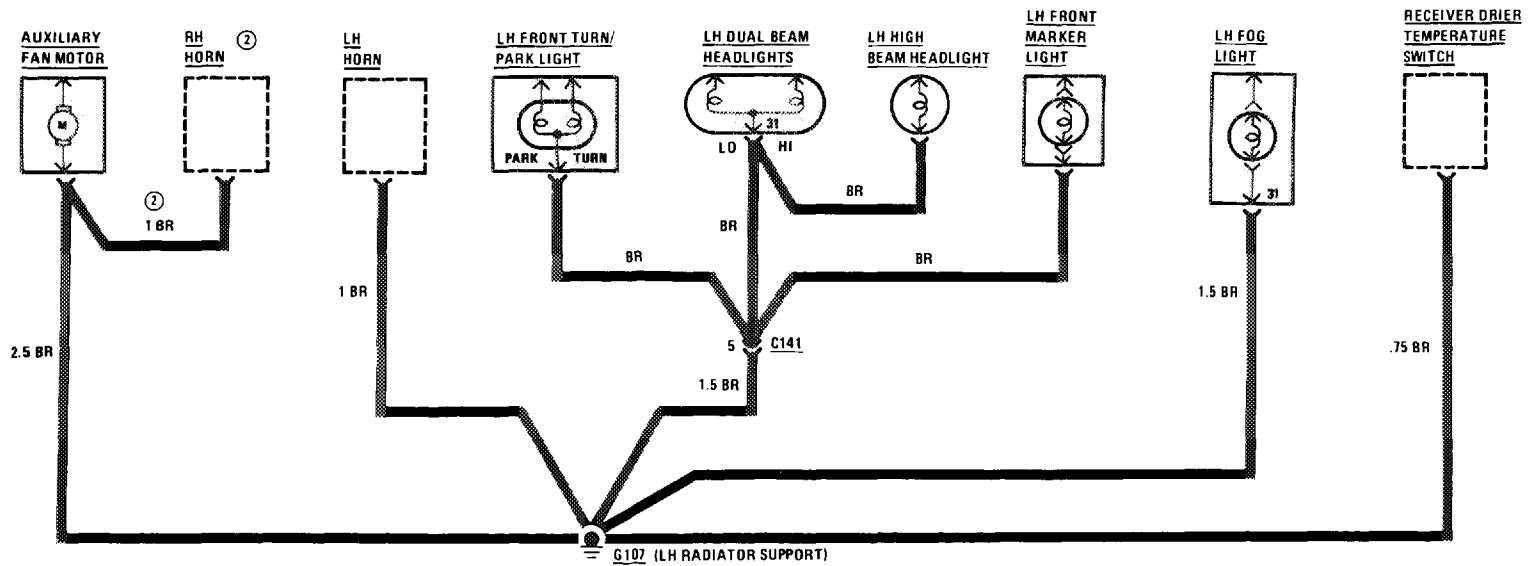 AUXILIARY
FAN MOTOR
RH
HORN
2
LH
HORN
LH FRONT TURN/
PARK LIGHT
LH DUAL BEAM
HEADLIGHTS
LH HIGH
BEAM HEADLIGHT
LH FRONT
MARKER
LIGHT
LH FOG
LIGHT
RECEIVER DRIER
TEMPERATURE
SWITCH
M
PARK TURN
31
LO HI
31
2
1 BR
BR
BR
BR
BR
1 BR
1.5 BR
2.5 BR
5 C141
.75 BR
1.5 BR
G107 (LH RADIATOR SUPPORT)